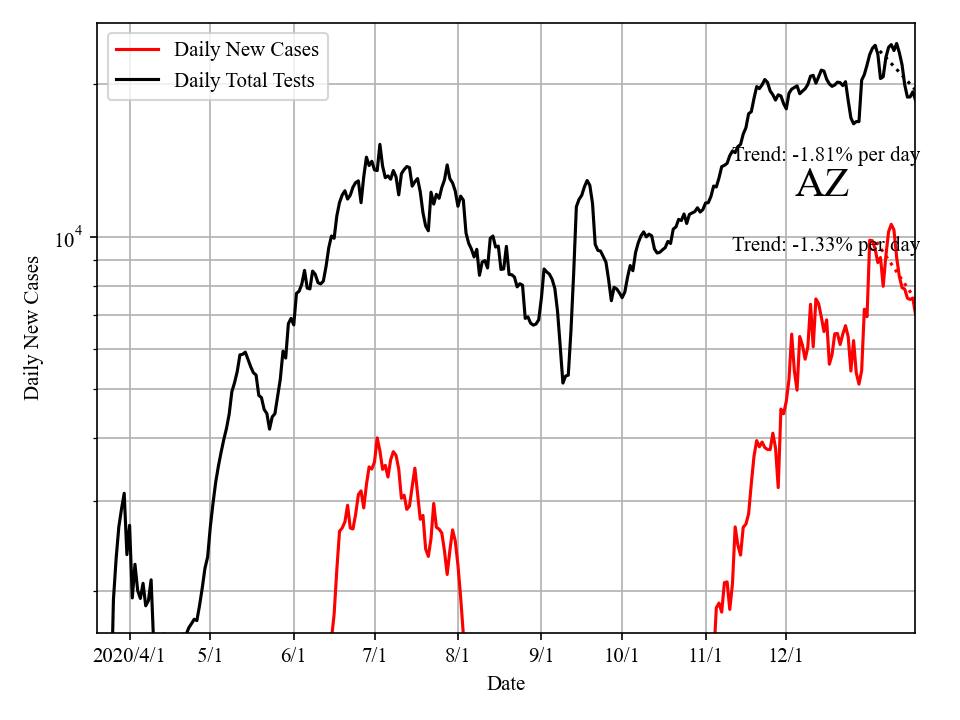 Daily New Cases
Daily Total Tests
Trend: -1.81% per day
AZ
Trend: -1.33% per day
10^4
Daily New Cases
2020/4/1 5/1 6/1 7/1 8/1 9/1 10/1 11/1 12/1
Date